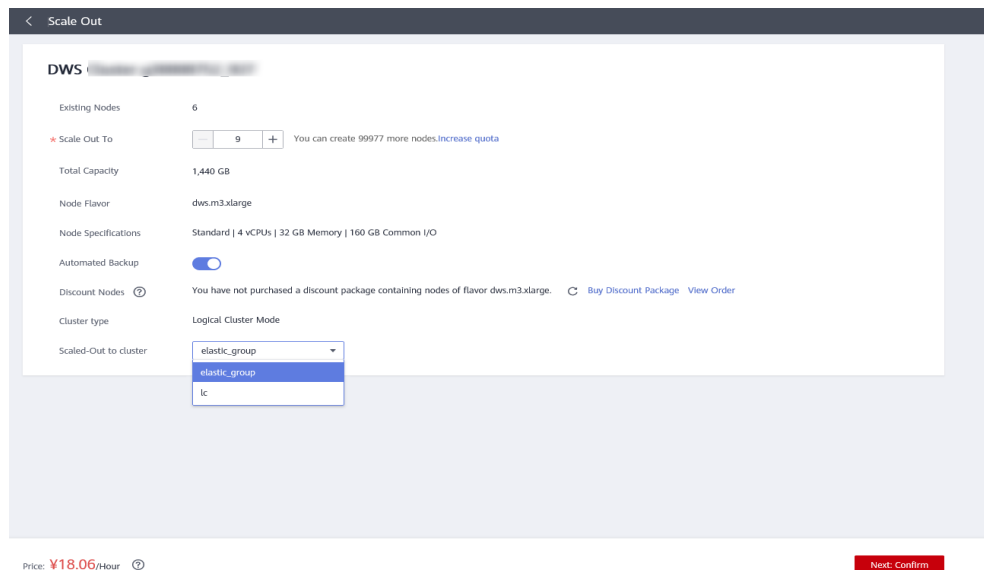 Scale Out
DWS
Existing Nodes 6
* Scale Out To 9 You can create 99977 more nodes.Increase quota
Total Capacity 1,440 GB
Node Flavor dws.m3.xlarge
Node Specifications Standard | 4 vCPUs | 32 GB Memory | 160 GB Common I/O
Automated Backup
Discount Nodes ? You have not purchased a discount package containing nodes of flavor dws.m3.xlarge. Buy Discount Package View Order
Cluster type Logical Cluster Mode
Scaled-Out to cluster elastic_group
elastic_group
lc
Price: ¥18.06/Hour ? Next: Confirm